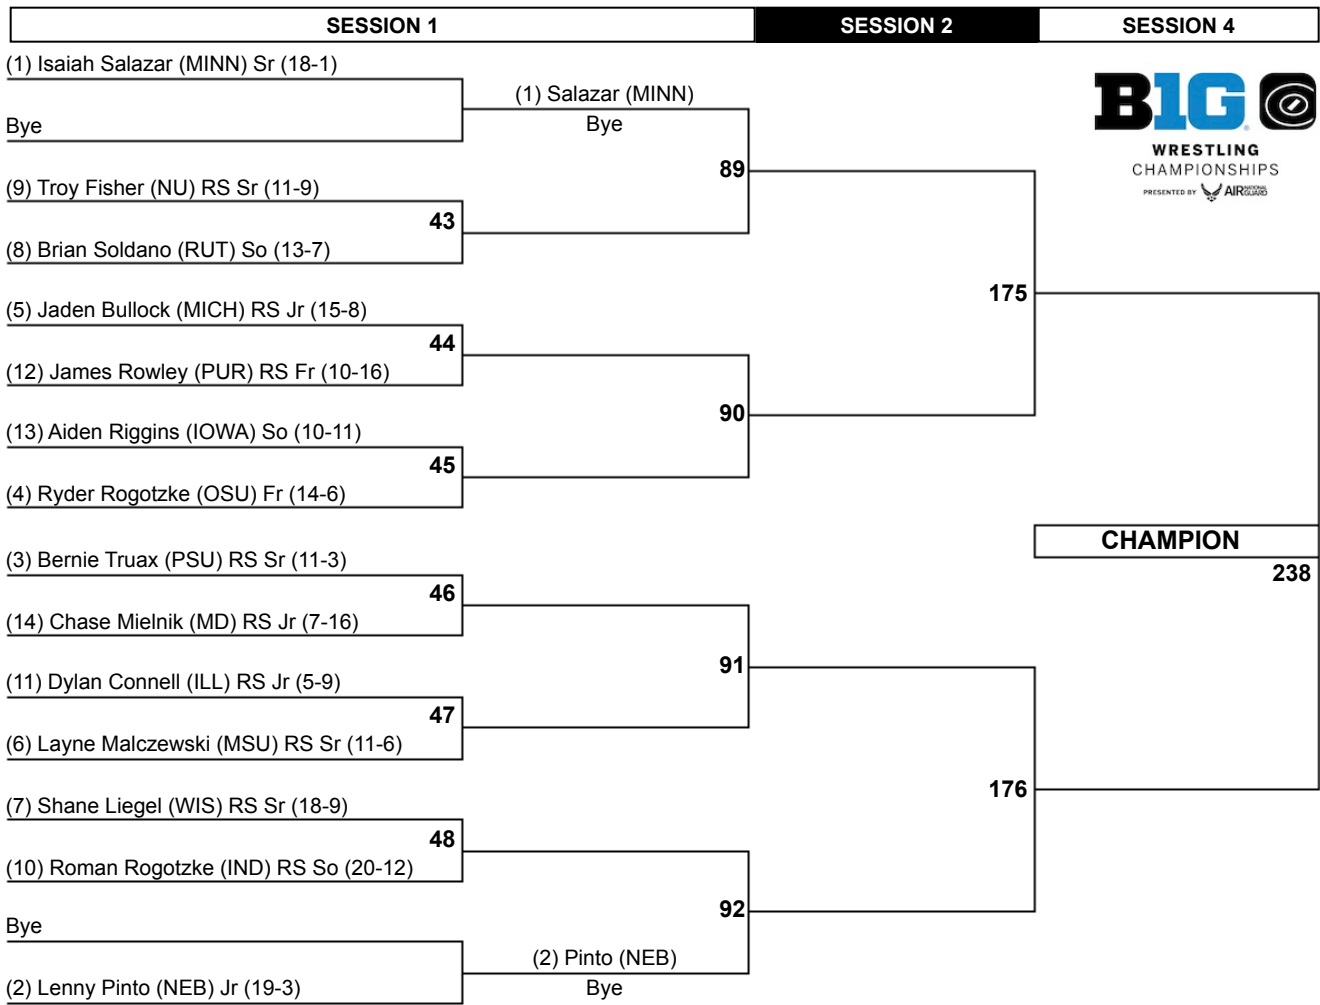 SESSION 1 SESSION 2 SESSION 4
(1) Isaiah Salazar (MINN) Sr (18-1)
(1) Salazar (MINN)
Bye
Bye
B1G
WRESTLING
CHAMPIONSHIPS
PRESENTED BY AIR NATIONAL GUARD
89
(9) Troy Fisher (NU) RS Sr (11-9)
43
(8) Brian Soldano (RUT) So (13-7)
175
(5) Jaden Bullock (MICH) RS Jr (15-8)
44
(12) James Rowley (PUR) RS Fr (10-16)
90
(13) Aiden Riggins (IOWA) So (10-11)
45
(4) Ryder Rogotzke (OSU) Fr (14-6)
CHAMPION
238
(3) Bernie Truax (PSU) RS Sr (11-3)
46
(14) Chase Mielnik (MD) RS Jr (7-16)
91
(11) Dylan Connell (ILL) RS Jr (5-9)
47
(6) Layne Malczewski (MSU) RS Sr (11-6)
176
(7) Shane Liegel (WIS) RS Sr (18-9)
48
(10) Roman Rogotzke (IND) RS So (20-12)
92
Bye
(2) Pinto (NEB)
Bye
(2) Lenny Pinto (NEB) Jr (19-3)